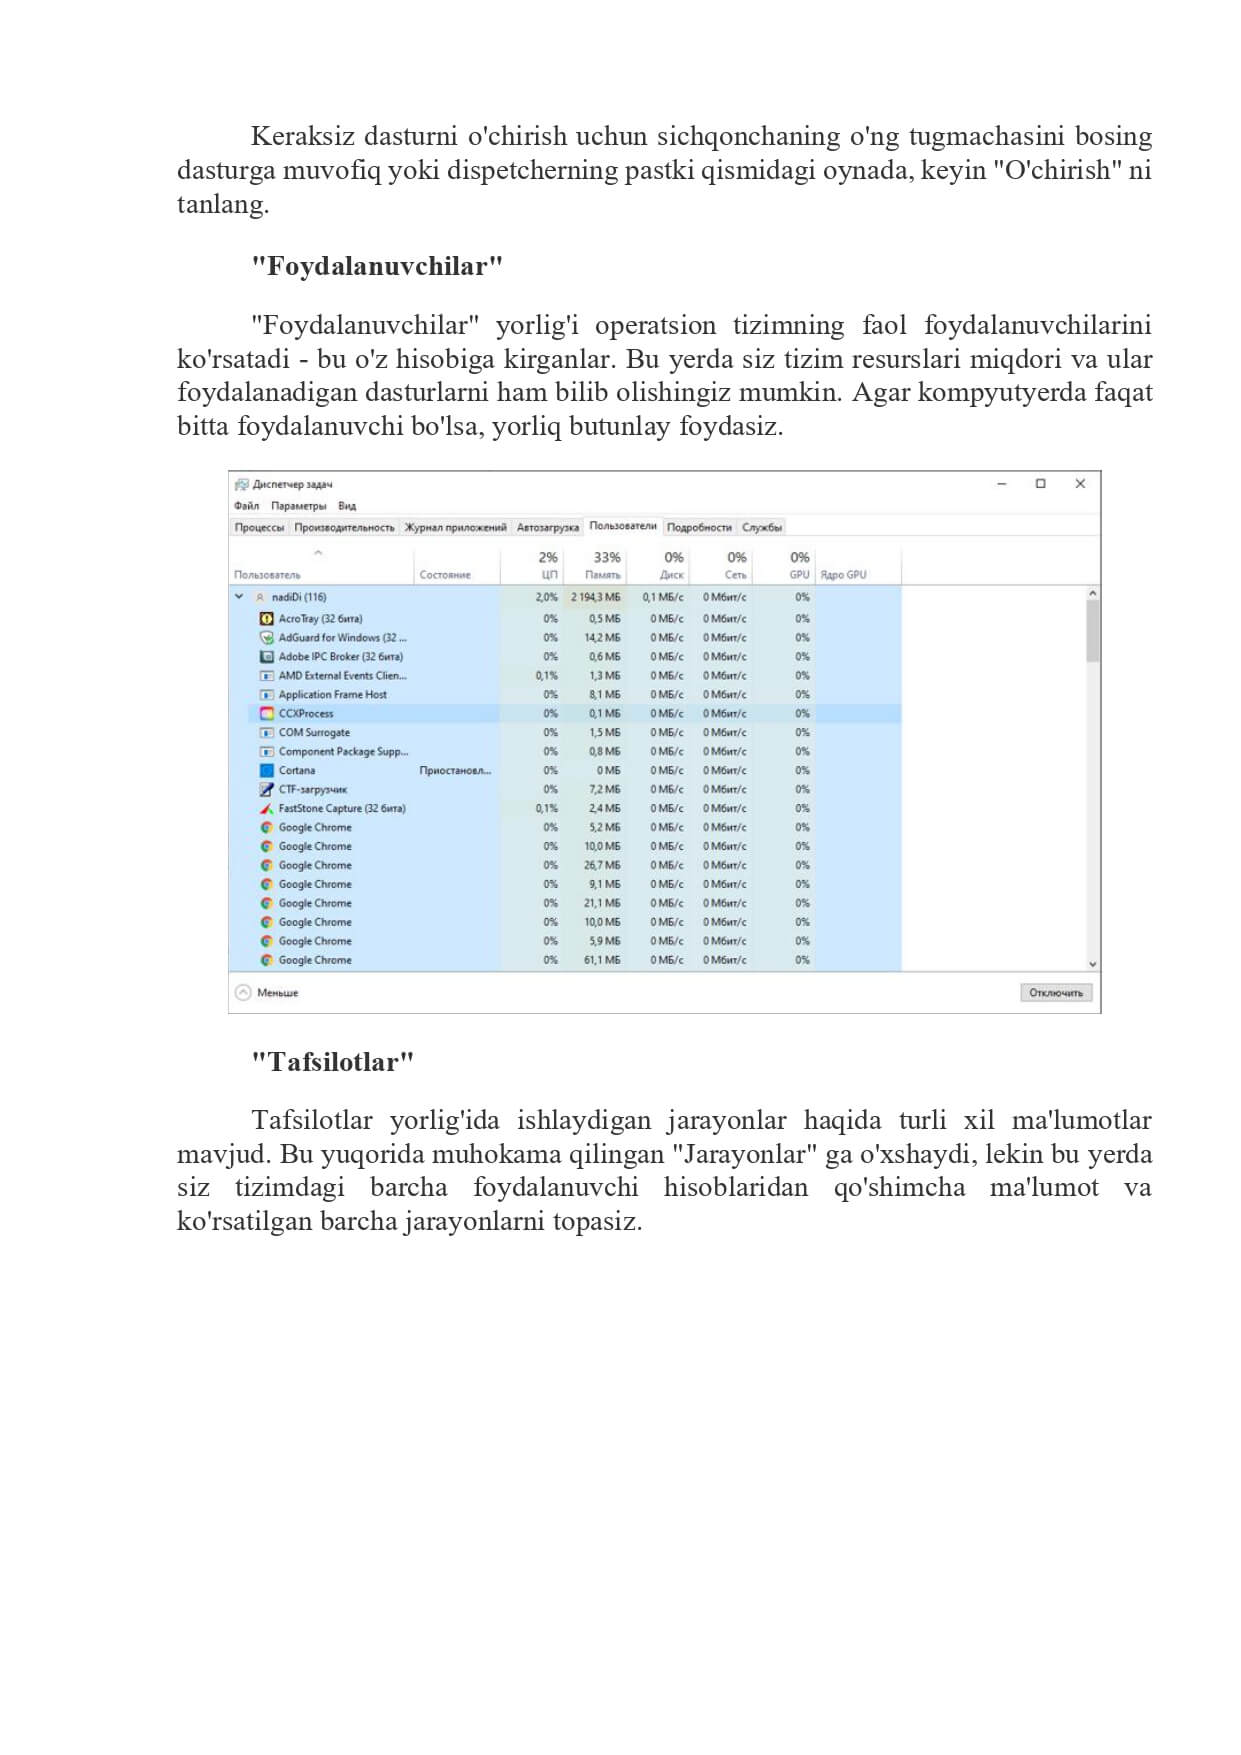 Keraksiz dasturni o'chirish uchun sichqonchaning o'ng tugmachasini bosing
dasturga muvofiq yoki dispetcherning pastki qismidagi oynada, keyin "O'chirish" ni
tanlang.
"Foydalanuvchilar"
"Foydalanuvchilar" yorlig'i operatsion tizimning faol foydalanuvchilarini
ko'rsatadi - bu o'z hisobiga kirganlar. Bu yerda siz tizim resurslari miqdori va ular
foydalanadigan dasturlarni ham bilib olishingiz mumkin. Agar kompyutyerda faqat
bitta foydalanuvchi bo'lsa, yorliq butunlay foydasiz.
Диспетчер задач
Файл Параметры Вид
Процессы Производительность Журнал приложений Автозагрузка Пользователи Подробности Службы
2% 33% 0% 0% 0%
Пользователь Состояние ЦП Память Диск Сеть GPU Ядро GPU
nadiDi (116) 2,0% 2 194,3 МБ 0,1 МБ/с 0 Мбит/с 0%
AcroTray (32 бита) 0% 0,5 МБ 0 МБ/с 0 Мбит/с 0%
AdGuard for Windows (32 ... 0% 14,2 МБ 0 МБ/с 0 Мбит/с 0%
Adobe IPC Broker (32 бита) 0% 0,6 МБ 0 МБ/с 0 Мбит/с 0%
AMD External Events Clien... 0,1% 1,3 МБ 0 МБ/с 0 Мбит/с 0%
Application Frame Host 0% 8,1 МБ 0 МБ/с 0 Мбит/с 0%
CCXProcess 0% 0,1 МБ 0 МБ/с 0 Мбит/с 0%
COM Surrogate 0% 1,5 МБ 0 МБ/с 0 Мбит/с 0%
Component Package Supp... 0% 0,8 МБ 0 МБ/с 0 Мбит/с 0%
Cortana Приостановл... 0% 0 МБ 0 МБ/с 0 Мбит/с 0%
CTF-загрузчик 0% 7,2 МБ 0 МБ/с 0 Мбит/с 0%
FastStone Capture (32 бита) 0,1% 2,4 МБ 0 МБ/с 0 Мбит/с 0%
Google Chrome 0% 5,2 МБ 0 МБ/с 0 Мбит/с 0%
Google Chrome 0% 10,0 МБ 0 МБ/с 0 Мбит/с 0%
Google Chrome 0% 26,7 МБ 0 МБ/с 0 Мбит/с 0%
Google Chrome 0% 9,1 МБ 0 МБ/с 0 Мбит/с 0%
Google Chrome 0% 21,1 МБ 0 МБ/с 0 Мбит/с 0%
Google Chrome 0% 10,0 МБ 0 МБ/с 0 Мбит/с 0%
Google Chrome 0% 5,9 МБ 0 МБ/с 0 Мбит/с 0%
Google Chrome 0% 61,1 МБ 0 МБ/с 0 Мбит/с 0%
Меньше Отключить
"Tafsilotlar"
Tafsilotlar yorlig'ida ishlaydigan jarayonlar haqida turli xil ma'lumotlar
mavjud. Bu yuqorida muhokama qilingan "Jarayonlar" ga o'xshaydi, lekin bu yerda
siz tizimdagi barcha foydalanuvchi hisoblaridan qo'shimcha ma'lumot va
ko'rsatilgan barcha jarayonlarni topasiz.